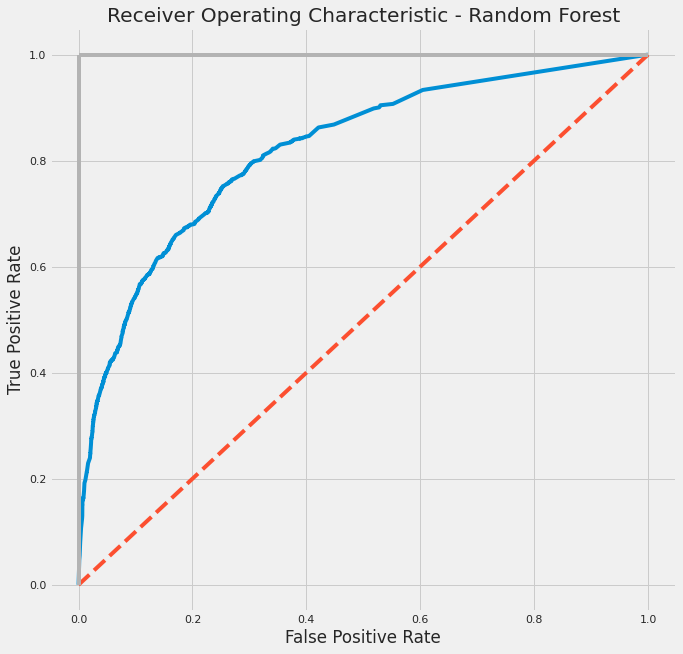 Receiver Operating Characteristic - Random Forest
1.0
0.8
0.6
0.4
0.2
0.0
True Positive Rate
0.0 0.2 0.4 0.6 0.8 1.0
False Positive Rate